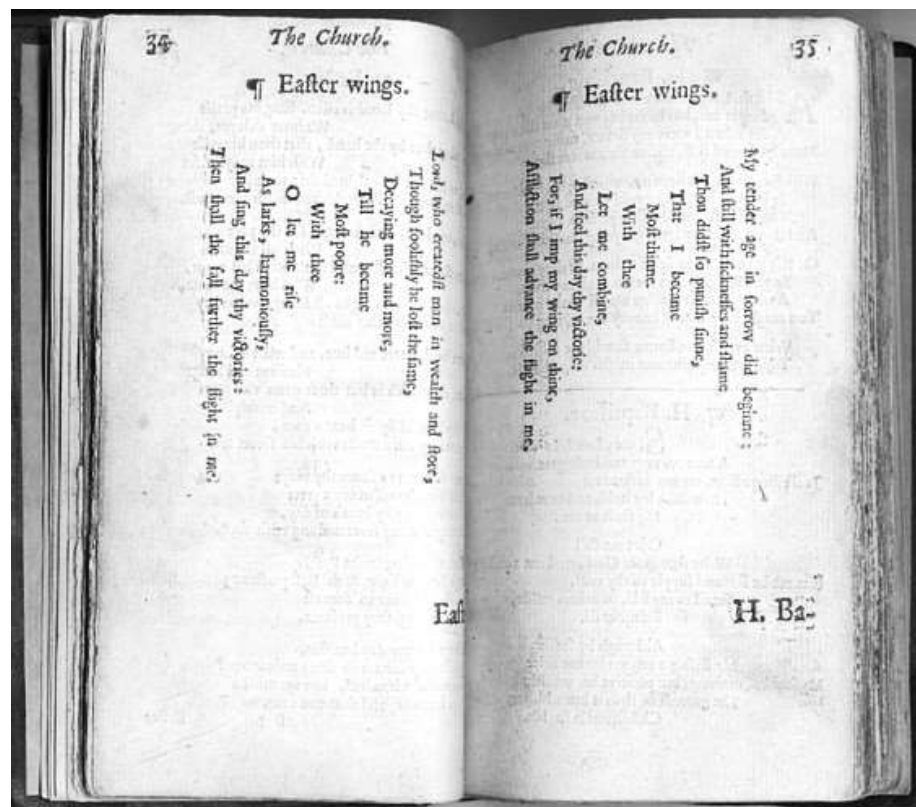 34
The Church.
¶ Eaſter wings.
Lord, who createdſt man in wealth and ſtore,
Though fooliſhly he loſt the ſame,
Decaying more and more,
Till he became
Moſt poore:
With thee
O let me riſe
As larks, harmoniouſly,
And ſing this day thy victories:
Then ſhall the fall further the flight in me.
Eaſ
The Church.
35
¶ Eaſter wings.
My tender age in ſorrow did beginne:
And ſtill with ſickneſſes and ſhame
Thou didſt ſo puniſh ſinne,
That I became
Moſt thinne.
With thee
Let me combine,
And feel this day thy victorie:
For, if I imp my wing on thine,
Affliction ſhall advance the flight in me.
H. Ba-